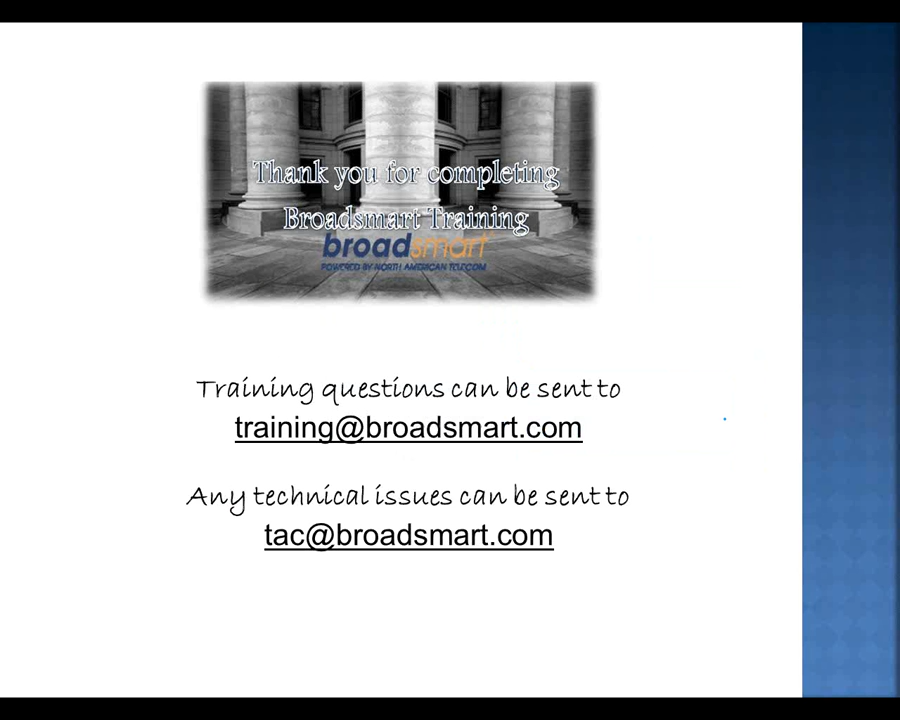 Thank you for completing
Broadsmart Training
broadsmart
POWERED BY NORTH AMERICAN TELECOM
Training questions can be sent to
training@broadsmart.com
Any technical issues can be sent to
tac@broadsmart.com